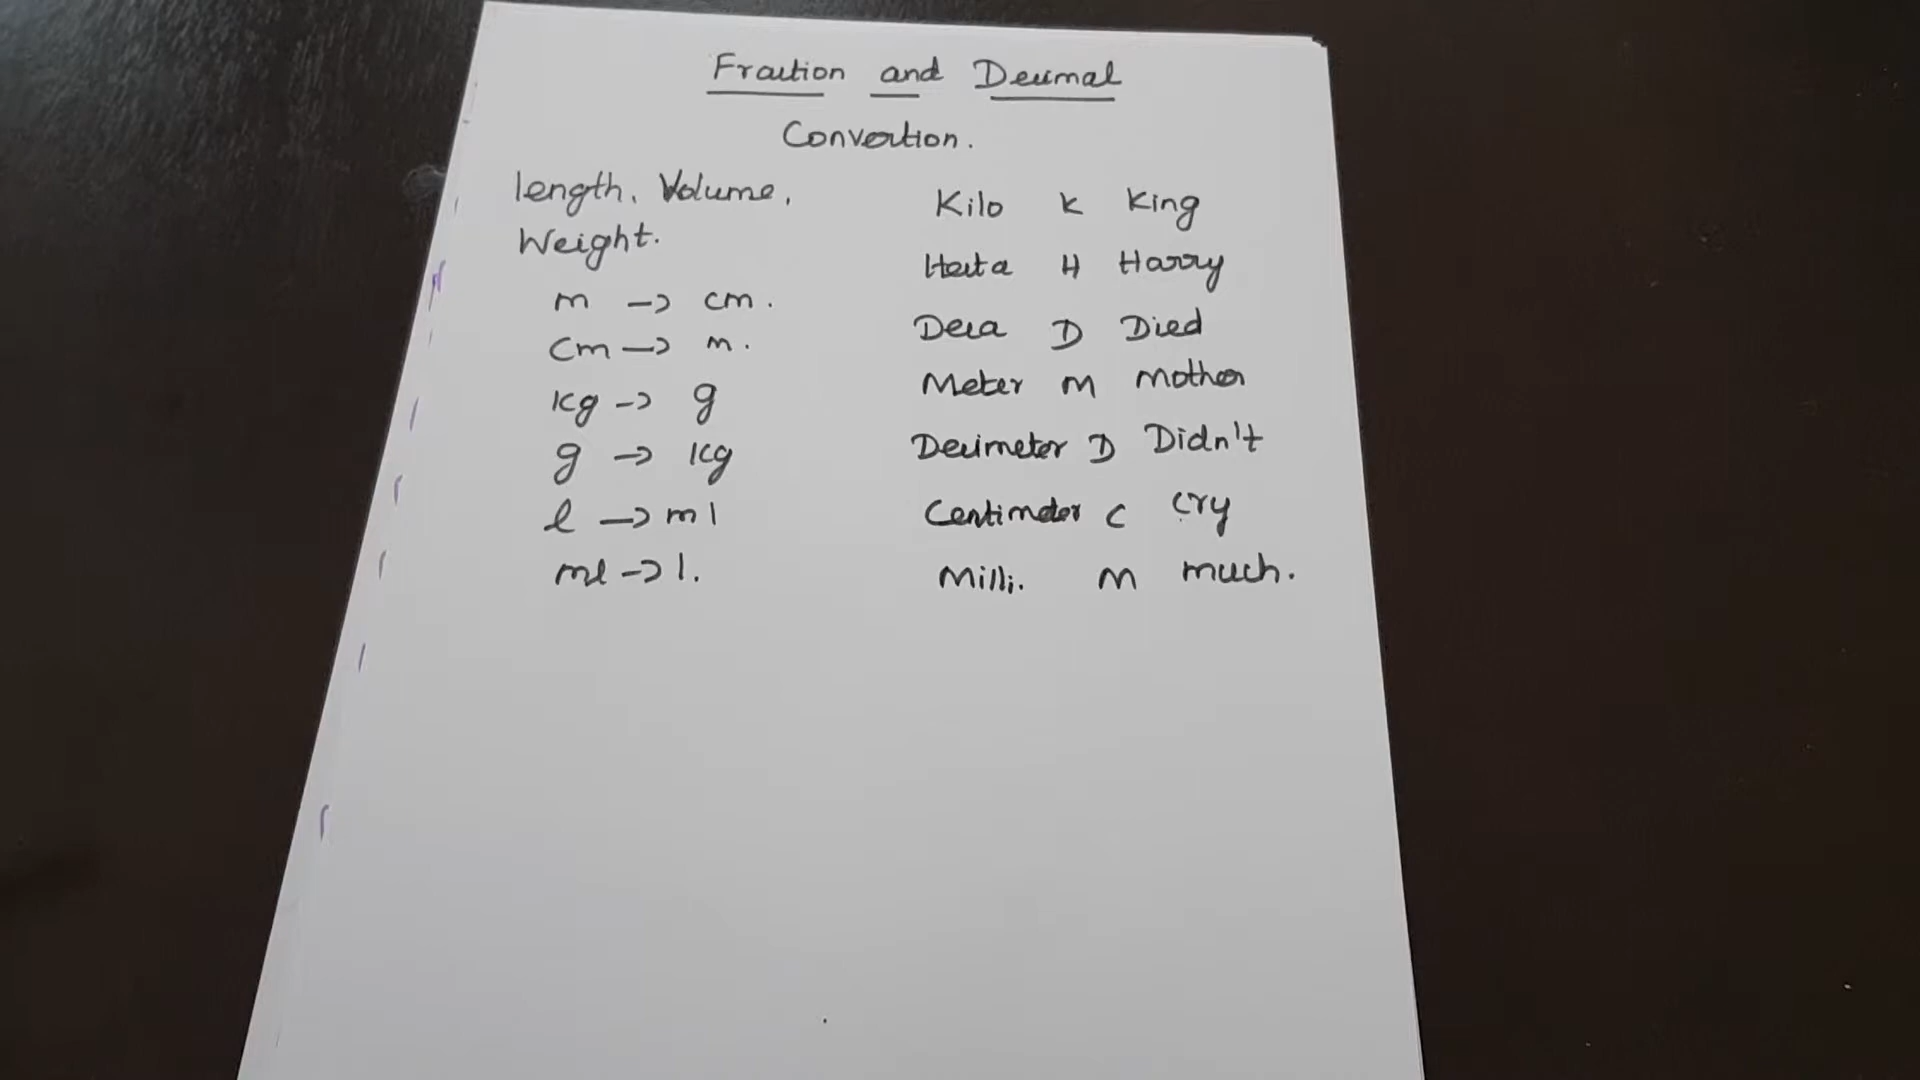 Fraction and Decimal
Convertion.
length, Volume,
Weight.
m -> cm.
Cm -> m.
Kg -> g
g -> Kg
l -> ml
ml -> l.
Kilo K King
Hecta H Harry
Deca D Died
Meter M Mother
Decimeter D Didn't
Centimeter C Cry
Milli. M much.